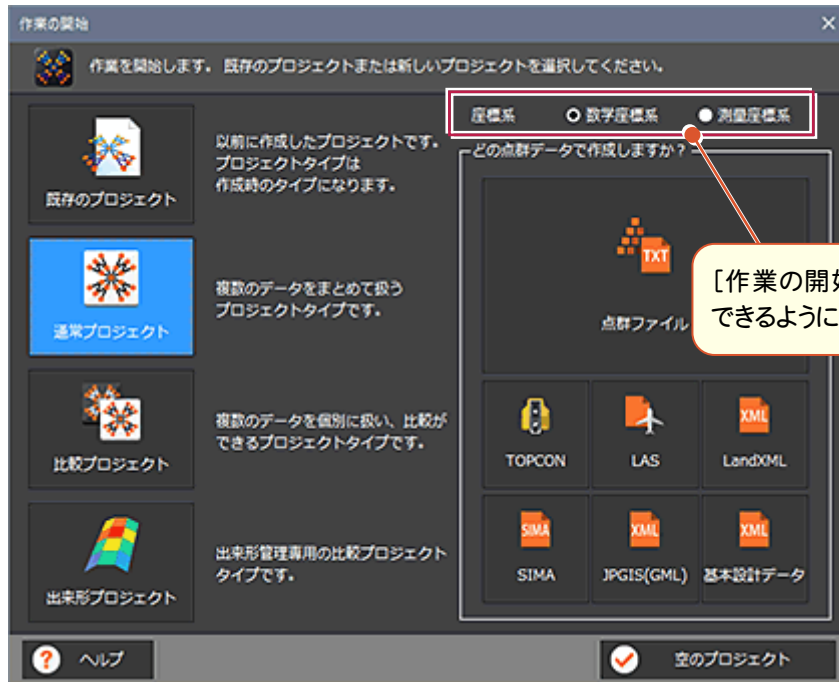 作業の開始
作業を開始します。 既存のプロジェクトまたは新しいプロジェクトを選択してください。
座標系 数学座標系 測量座標系
既存のプロジェクト
以前に作成したプロジェクトです。
プロジェクトタイプは
作成時のタイプになります。
通常プロジェクト
複数のデータをまとめて扱う
プロジェクトタイプです。
比較プロジェクト
複数のデータを個別に扱い、比較が
できるプロジェクトタイプです。
出来形プロジェクト
出来形管理専用の比較プロジェクト
タイプです。
どの点群データで作成しますか？
TXT
点群ファイル
[作業の開始
できるように
TOPCON
LAS
XML
LandXML
SIMA
SIMA
XML
JPGIS(GML)
XML
基本設計データ
ヘルプ
空のプロジェクト